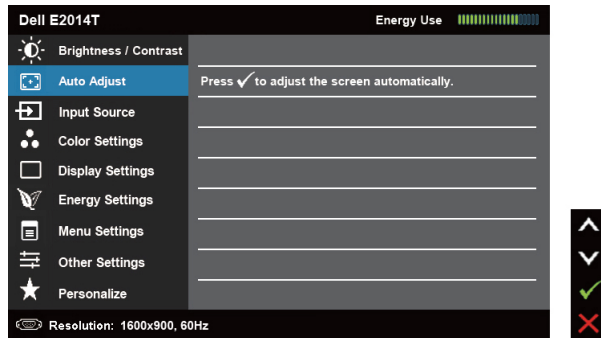 Dell E2014T Energy Use
Brightness / Contrast
Auto Adjust Press ✓ to adjust the screen automatically.
Input Source
Color Settings
Display Settings
Energy Settings
Menu Settings
Other Settings
Personalize
Resolution: 1600x900, 60Hz